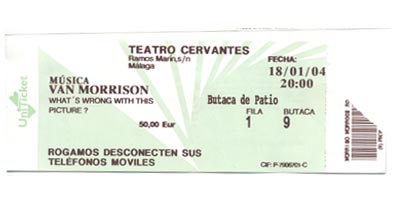 TEATRO CERVANTES
Ramos Marín,s/n
Málaga
FECHA:
18/01/04
20:00
MÚSICA
VAN MORRISON
WHAT´S WRONG WITH THIS
PICTURE ?
50,00 Eur
Butaca de Patio
FILA
BUTACA
1
9
ROGAMOS DESCONECTEN SUS
TELÉFONOS MOVILES
UniTicket